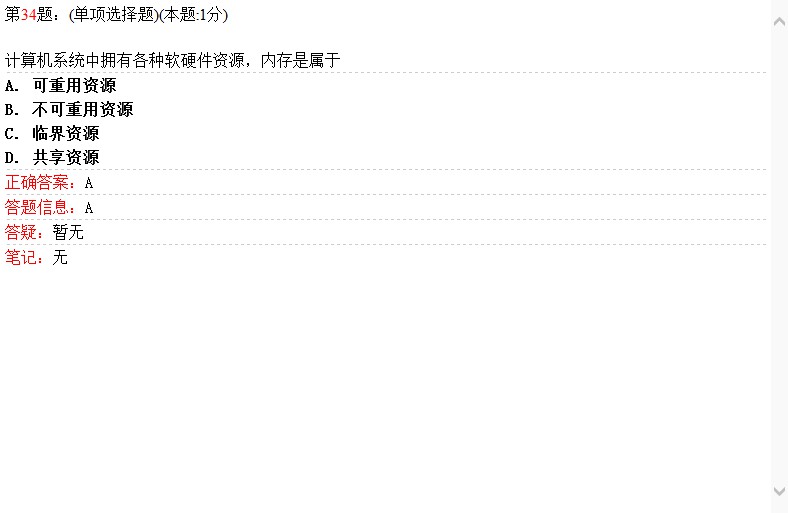 第34题：(单项选择题)(本题:1分)
计算机系统中拥有各种软硬件资源，内存是属于
A. 可重用资源
B. 不可重用资源
C. 临界资源
D. 共享资源
正确答案：A
答题信息：A
答疑：暂无
笔记：无